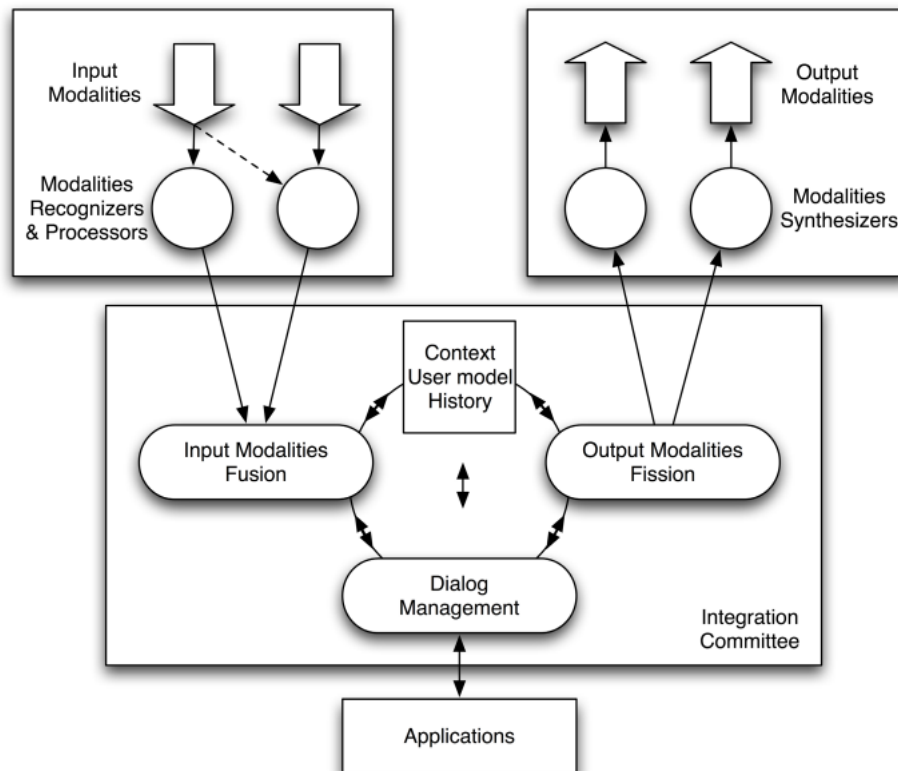 Input
Modalities
Modalities
Recognizers
& Processors
Output
Modalities
Modalities
Synthesizers
Context
User model
History
Input Modalities
Fusion
Output Modalities
Fission
Dialog
Management
Integration
Committee
Applications